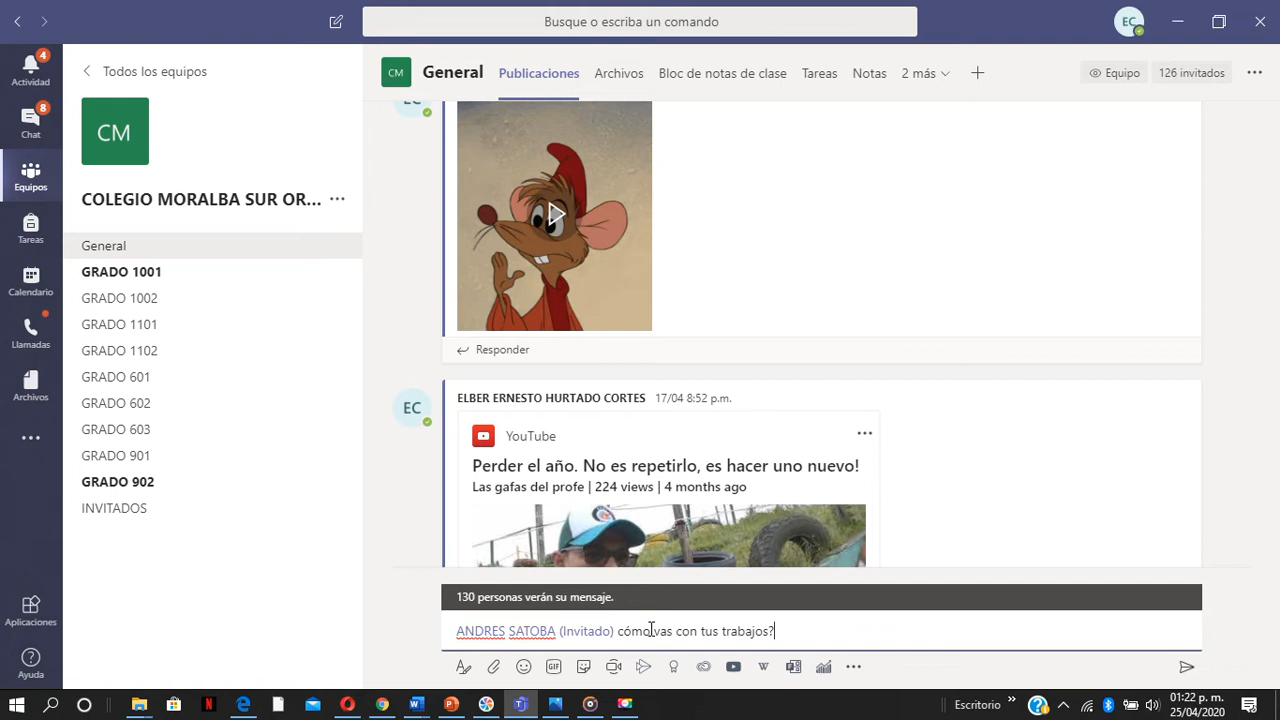 Busque o escriba un comando
EC
4
Actividad
8
Chat
Equipos
Tareas
Calendario
Llamadas
Archivos
Aplicaciones
Ayuda
Todos los equipos
CM
COLEGIO MORALBA SUR OR...
General
GRADO 1001
GRADO 1002
GRADO 1101
GRADO 1102
GRADO 601
GRADO 602
GRADO 603
GRADO 901
GRADO 902
INVITADOS
CM General Publicaciones Archivos Bloc de notas de clase Tareas Notas 2 más Equipo 126 invitados
EC
Responder
EC
ELBER ERNESTO HURTADO CORTES 17/04 8:52 p.m.
YouTube
Perder el año. No es repetirlo, es hacer uno nuevo!
Las gafas del profe | 224 views | 4 months ago
130 personas verán su mensaje.
ANDRES SATOBA (Invitado) cómo vas con tus trabajos?
GIF
W
Escritorio
01:22 p. m.
25/04/2020